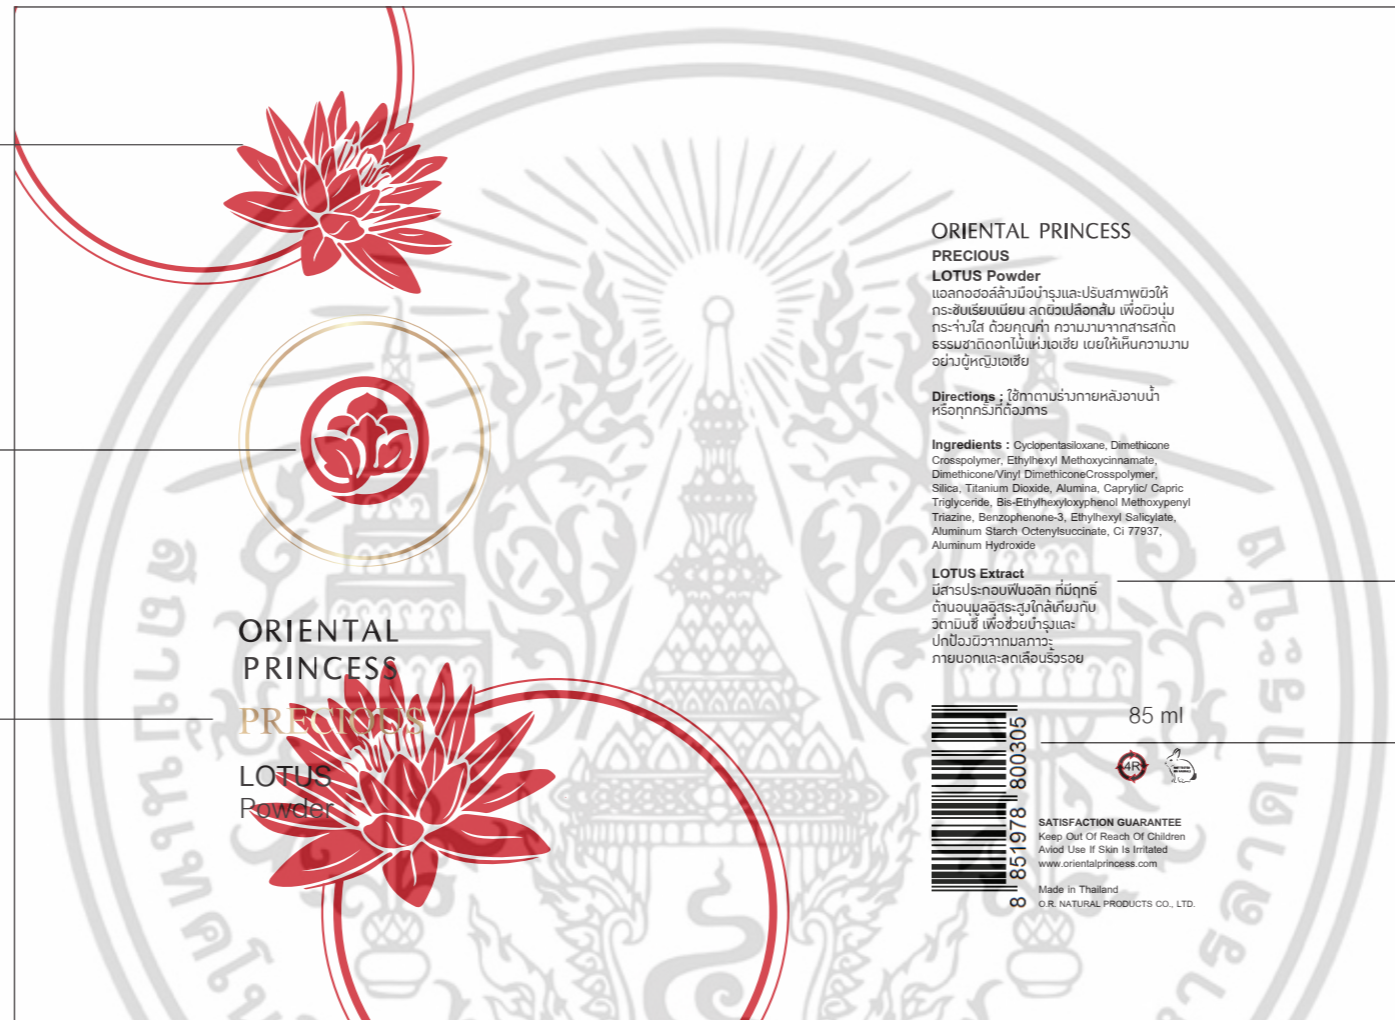 ORIENTAL
PRINCESS
PRECIOUS
LOTUS
Powder
ORIENTAL PRINCESS
PRECIOUS
LOTUS Powder
แอลกอฮอล์ล้างมือบำรุงและปรับสภาพผิวให้
กระชับเรียบเนียน ลดผิวเปลือกส้ม เพื่อผิวนุ่ม
กระจ่างใส ด้วยคุณค่า ความงามจากสารสกัด
ธรรมชาติดอกไม้แห่งเอเชีย เผยให้เห็นความงาม
อย่างผู้หญิงเอเชีย
Directions : ใช้ทาตามร่างกายหลังอาบน้ำ
หรือทุกครั้งที่ต้องการ
Ingredients : Cyclopentasiloxane, Dimethicone
Crosspolymer, Ethylhexyl Methoxycinnamate,
Dimethicone/Vinyl DimethiconeCrosspolymer,
Silica, Titanium Dioxide, Alumina, Caprylic/ Capric
Triglyceride, Bis-Ethylhexyloxyphenol Methoxypenyl
Triazine, Benzophenone-3, Ethylhexyl Salicylate,
Aluminum Starch Octenylsuccinate, Ci 77937,
Aluminum Hydroxide
LOTUS Extract
มีสารประกอบฟีนอลิก ที่มีฤทธิ์
ต้านอนุมูลอิสระสูงใกล้เคียงกับ
วิตามินซี เพื่อช่วยบำรุงและ
ปกป้องผิวจากมลภาวะ
ภายนอกและลดเลือนริ้วรอย
8 851978 800305
85 ml
4R
SATISFACTION GUARANTEE
Keep Out Of Reach Of Children
Aviod Use If Skin Is Irritated
www.orientalprincess.com
Made in Thailand
O.R. NATURAL PRODUCTS CO., LTD.